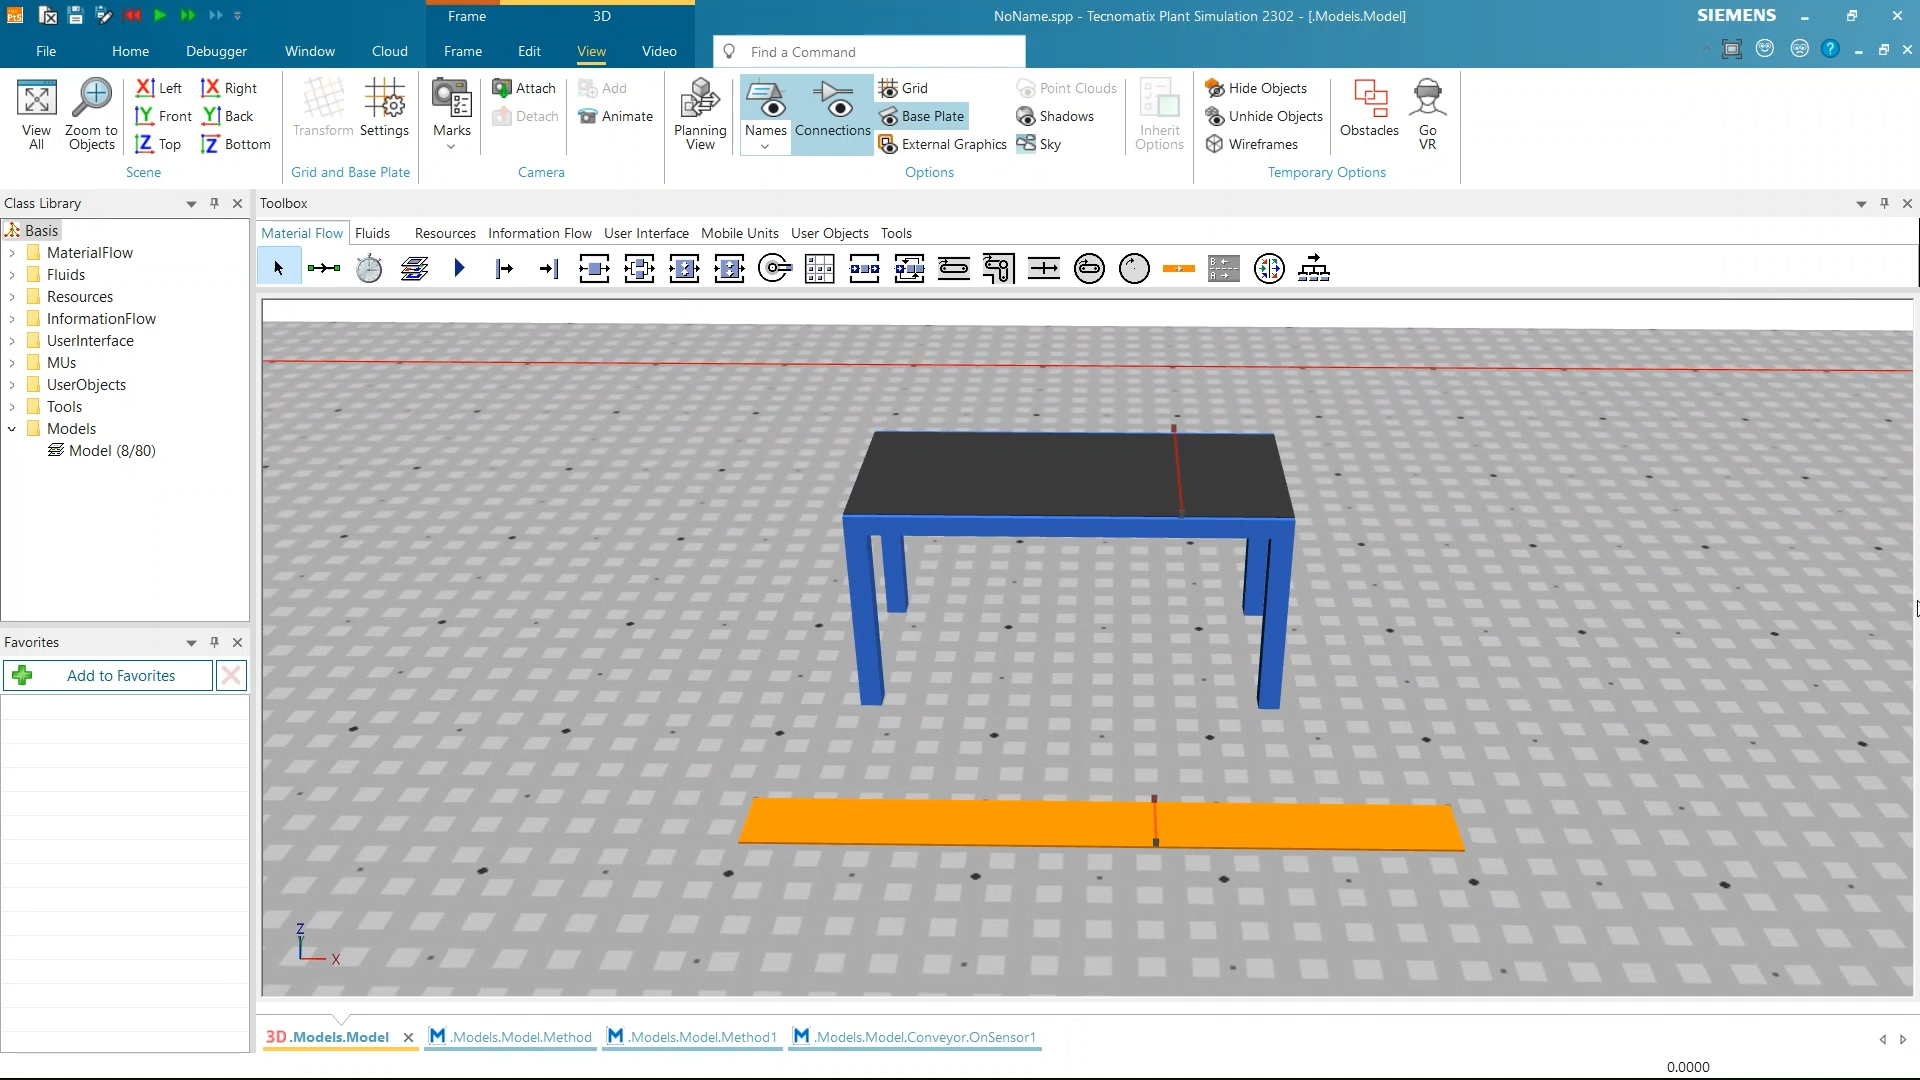 Frame
3D
NoName.spp - Tecnomatix Plant Simulation 2302 - [.Models.Model]
SIEMENS
File Home Debugger Window Cloud Frame Edit View Video
Find a Command
View All
Zoom to Objects
Left Right
Front Back
Top Bottom
Scene
Transform
Settings
Grid and Base Plate
Marks
Attach
Detach
Add
Animate
Camera
Planning View
Names
Connections
Grid
Base Plate
External Graphics
Point Clouds
Shadows
Sky
Inherit Options
Options
Hide Objects
Unhide Objects
Wireframes
Obstacles
Go VR
Temporary Options
Class Library
Basis
MaterialFlow
Fluids
Resources
InformationFlow
UserInterface
MUs
UserObjects
Tools
Models
Model (8/80)
Favorites
Add to Favorites
Toolbox
Material Flow Fluids Resources Information Flow User Interface Mobile Units User Objects Tools
Z
X
3D .Models.Model
M .Models.Model.Method
M .Models.Model.Method1
M .Models.Model.Conveyor.OnSensor1
0.0000